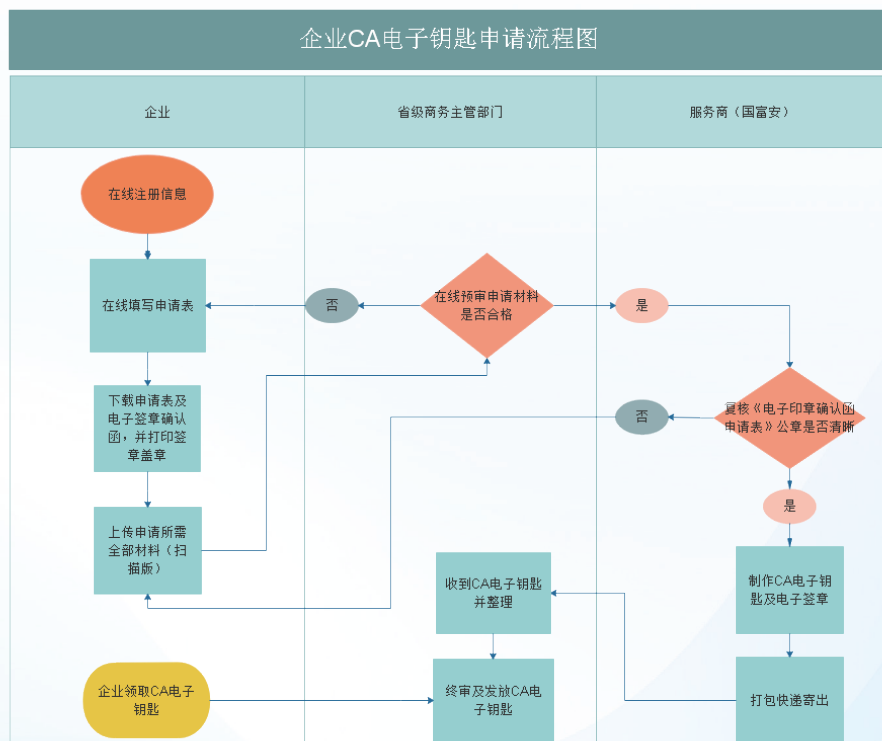 企业CA电子钥匙申请流程图
企业
省级商务主管部门
服务商（国富安）
在线注册信息
在线填写申请表
否
在线预审申请材料
是否合格
是
下载申请表及
电子签章确认
函，并打印签
章盖章
否
复核《电子印章确认函
申请表》公章是否清晰
是
上传申请所需
全部材料（扫
描版）
收到CA电子钥匙
并整理
制作CA电子钥
匙及电子签章
企业领取CA电子
钥匙
终审及发放CA电
子钥匙
打包快递寄出